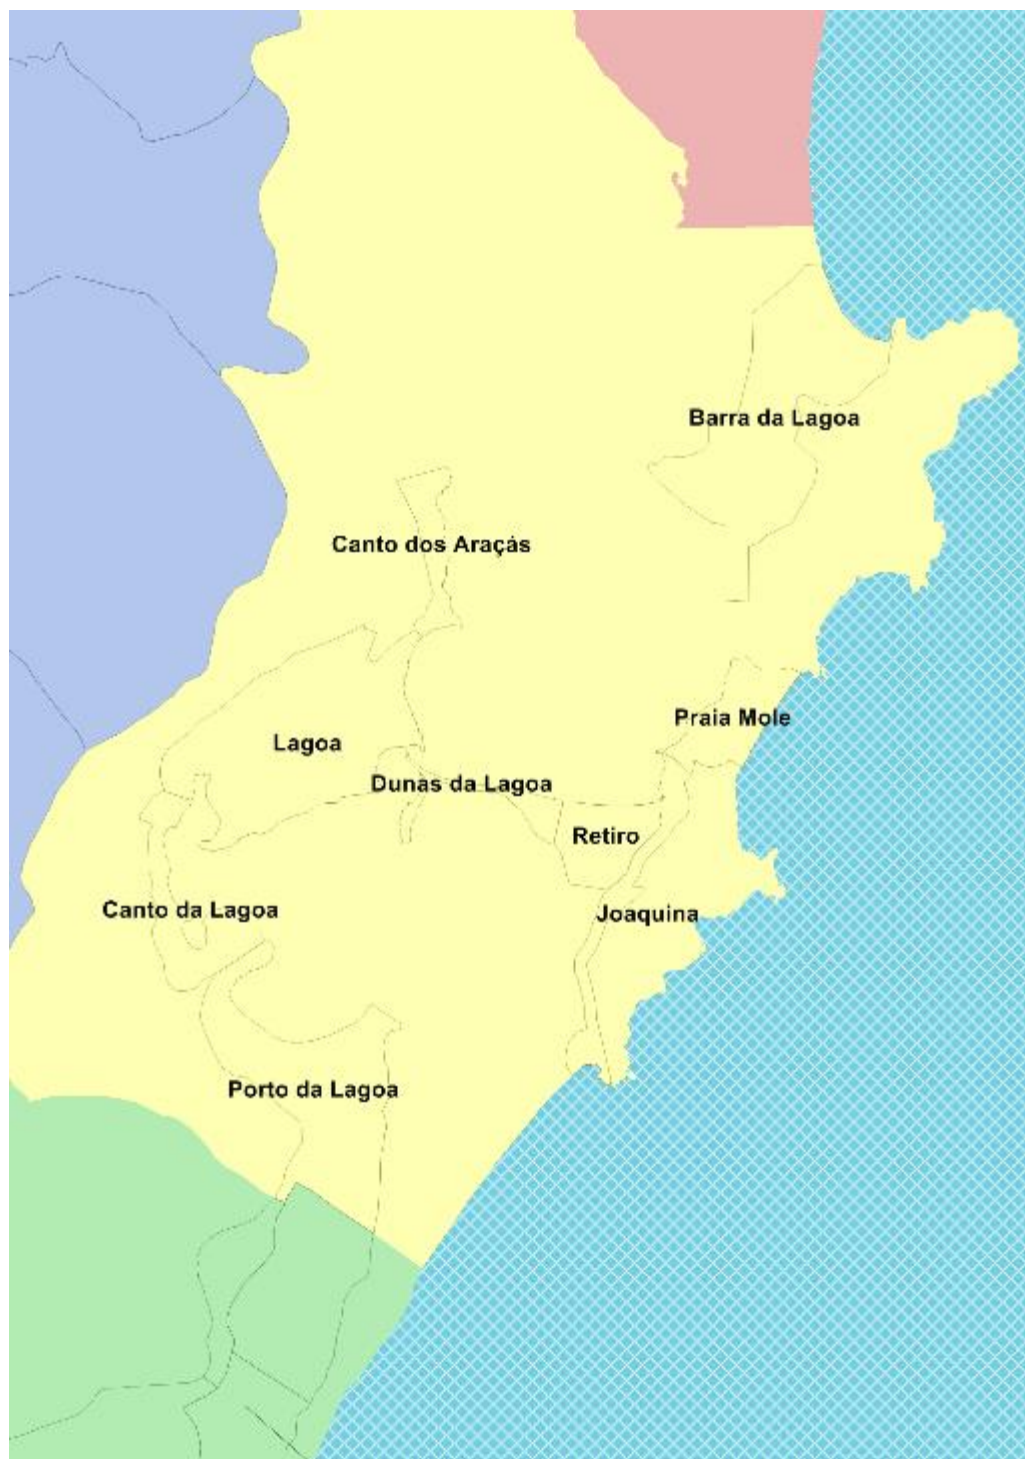 Barra da Lagoa
Canto dos Araçás
Praia Mole
Lagoa
Dunas da Lagoa
Retiro
Canto da Lagoa
Joaquina
Porto da Lagoa